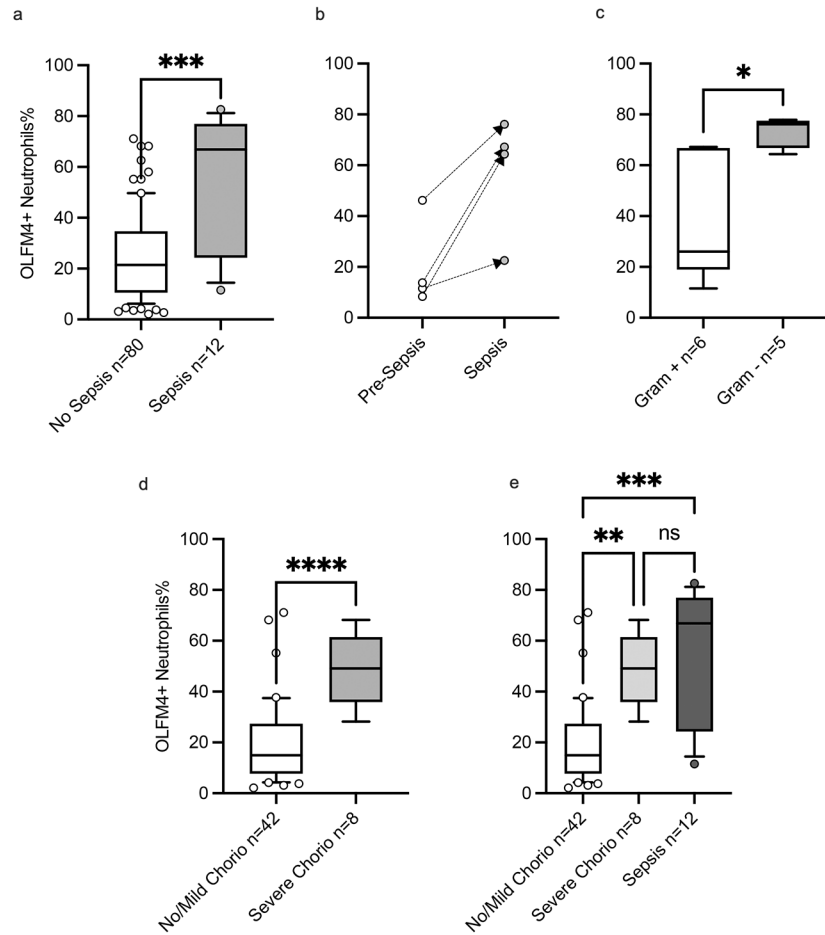 a
b
c
OLFM4+ Neutrophils%
100
80
60
40
20
0
***
No Sepsis n=80
Sepsis n=12
100
80
60
40
20
0
Pre-Sepsis
Sepsis
100
80
60
40
20
0
*
Gram + n=6
Gram - n=5
d
e
OLFM4+ Neutrophils%
100
80
60
40
20
0
****
No/Mild Chorio n=42
Severe Chorio n=8
100
80
60
40
20
0
***
**
ns
No/Mild Chorio n=42
Severe Chorio n=8
Sepsis n=12